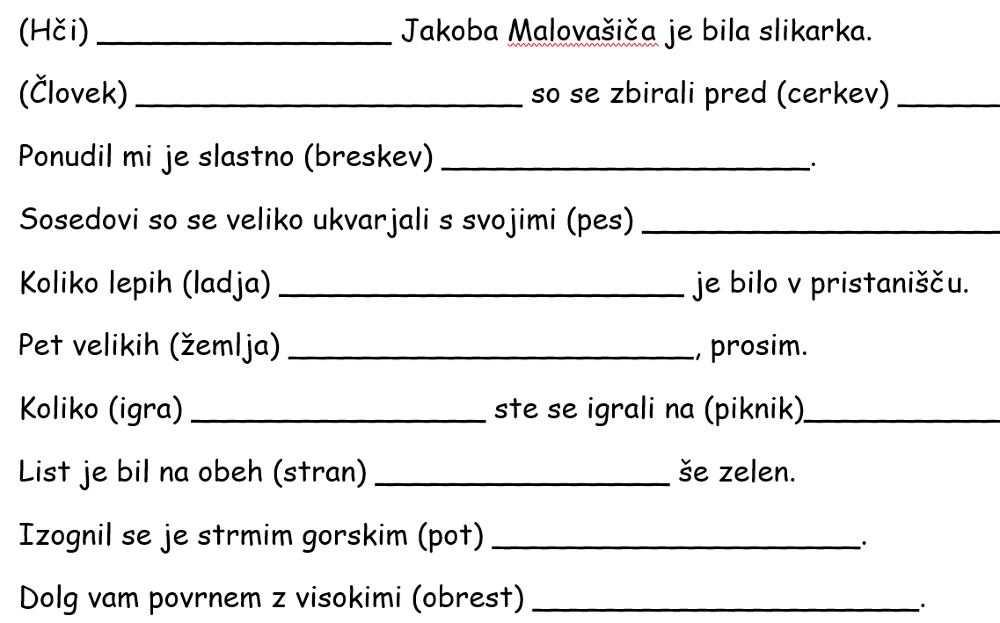 (Hči) ________________ Jakoba Malovašiča je bila slikarka.
(Človek) _____________________ so se zbirali pred (cerkev) ______
Ponudil mi je slastno (breskev) ____________________.
Sosedovi so se veliko ukvarjali s svojimi (pes) ____________________
Koliko lepih (ladja) ______________________ je bilo v pristanišču.
Pet velikih (žemlja) ______________________, prosim.
Koliko (igra) ________________ ste se igrali na (piknik)___________
List je bil na obeh (stran) ________________ še zelen.
Izognil se je strmim gorskim (pot) ____________________.
Dolg vam povrnem z visokimi (obrest) _____________________.